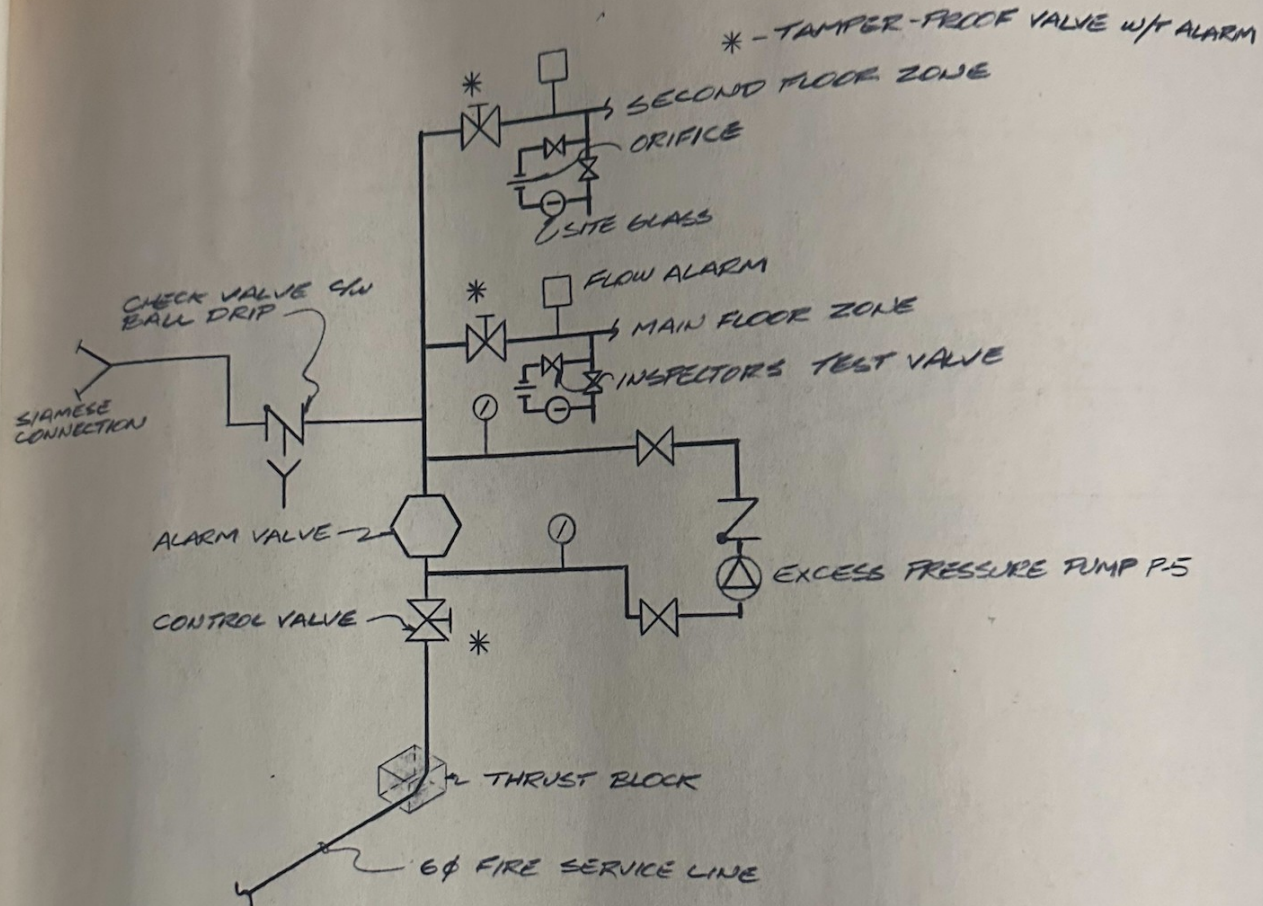 * - TAMPER-PROOF VALVE W/T ALARM
*
SECOND FLOOR ZONE
ORIFICE
SITE GLASS
FLOW ALARM
*
CHECK VALVE C/W
BALL DRIP
MAIN FLOOR ZONE
INSPECTORS TEST VALVE
SIAMESE
CONNECTION
ALARM VALVE
EXCESS PRESSURE PUMP P-5
CONTROL VALVE
*
THRUST BLOCK
6φ FIRE SERVICE LINE